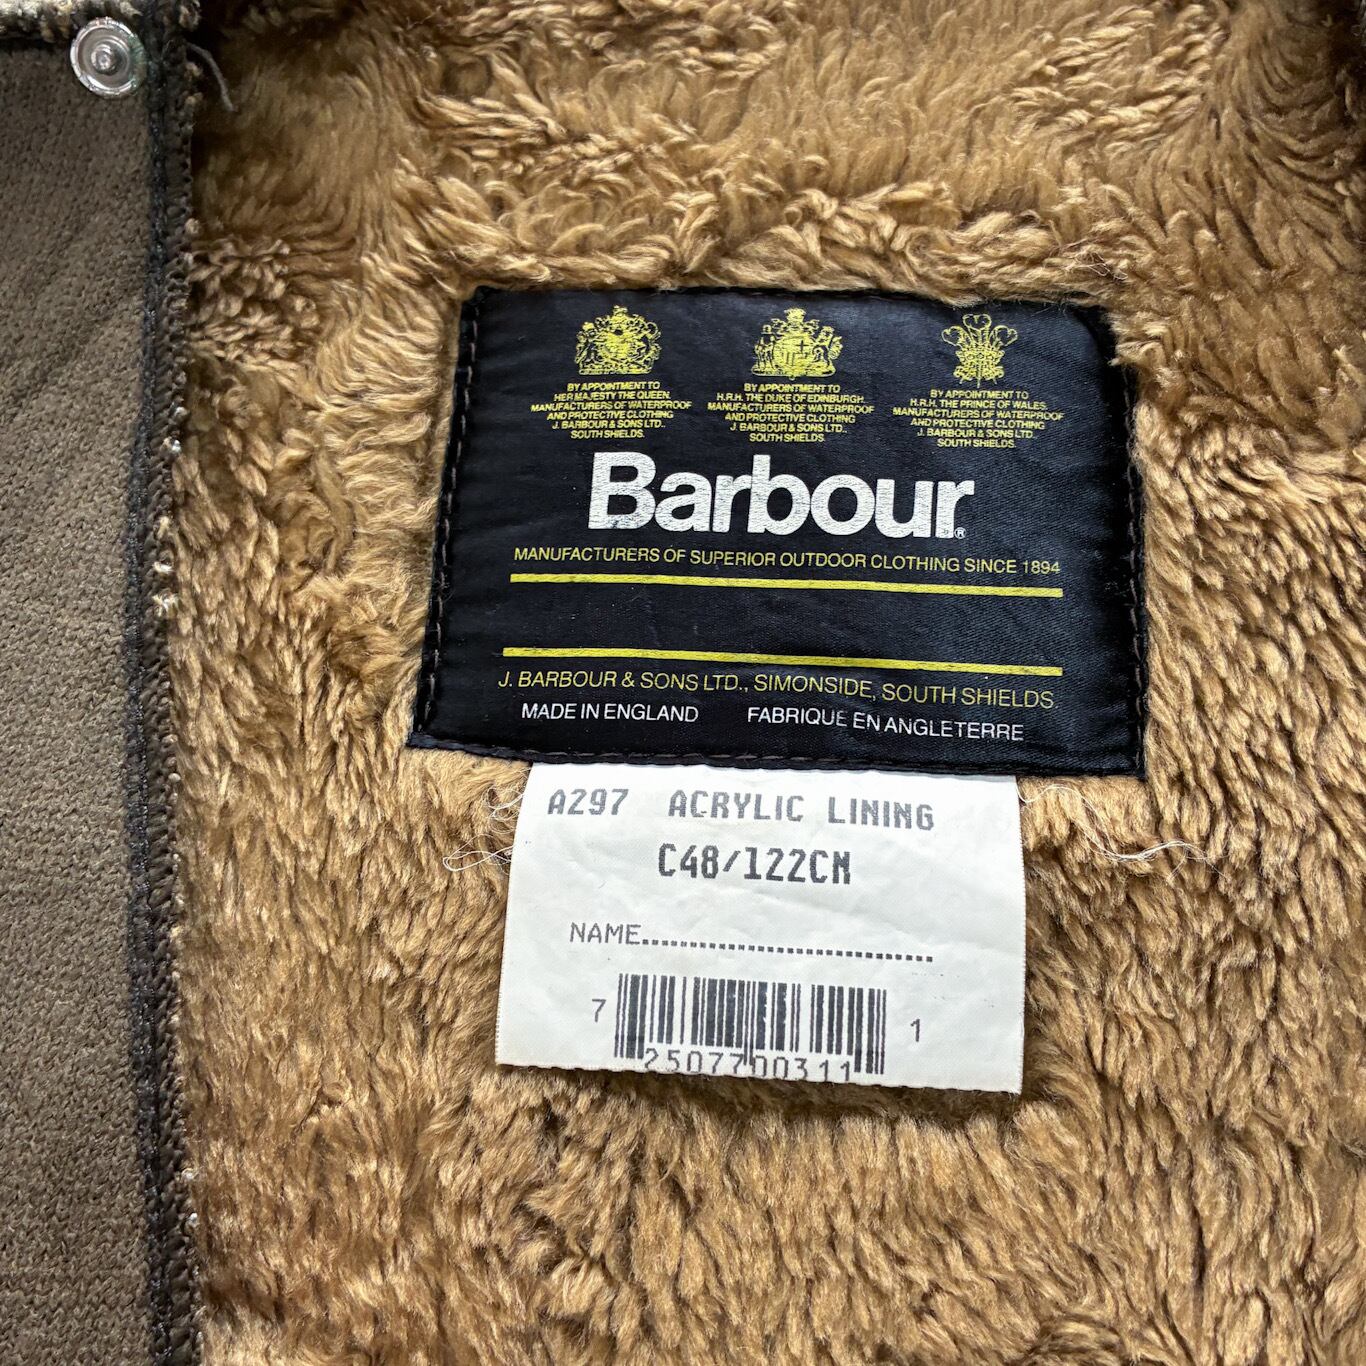 BY APPOINTMENT TO
HER MAJESTY THE QUEEN.
MANUFACTURERS OF WATERPROOF
AND PROTECTIVE CLOTHING
J. BARBOUR & SONS LTD.,
SOUTH SHIELDS.
BY APPOINTMENT TO
H.R.H. THE DUKE OF EDINBURGH.
MANUFACTURERS OF WATERPROOF
AND PROTECTIVE CLOTHING
J. BARBOUR & SONS LTD.,
SOUTH SHIELDS.
BY APPOINTMENT TO
H.R.H. THE PRINCE OF WALES.
MANUFACTURERS OF WATERPROOF
AND PROTECTIVE CLOTHING
J. BARBOUR & SONS LTD.,
SOUTH SHIELDS.
Barbour®
MANUFACTURERS OF SUPERIOR OUTDOOR CLOTHING SINCE 1894
J. BARBOUR & SONS LTD., SIMONSIDE, SOUTH SHIELDS.
MADE IN ENGLAND FABRIQUE EN ANGLETERRE
A297 ACRYLIC LINING
C48/122CM
NAME..............................
7 2507700311 1